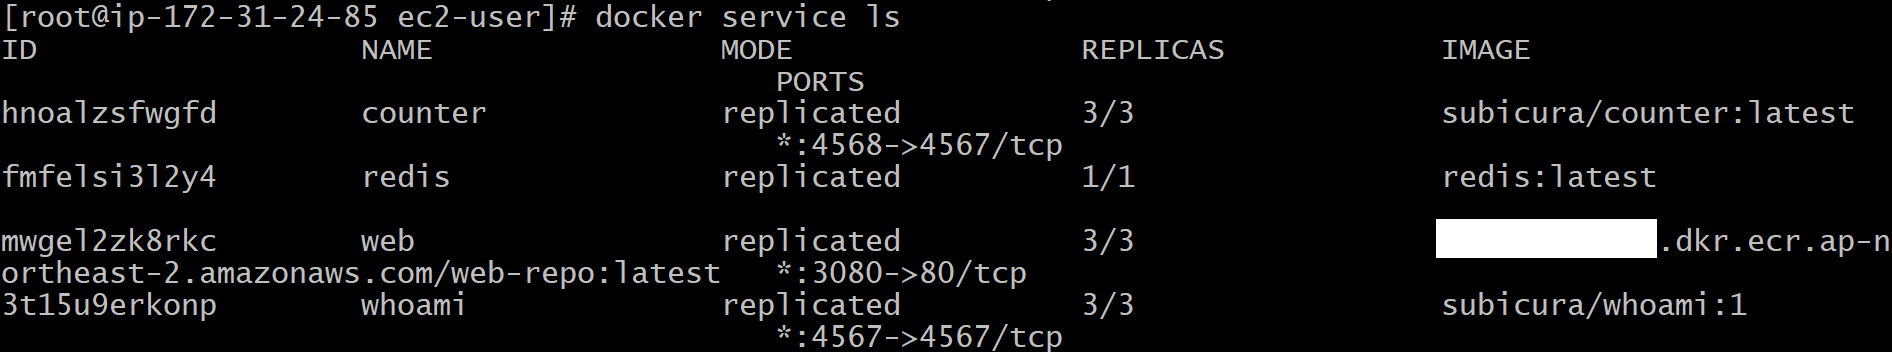 [root@ip-172-31-24-85 ec2-user]# docker service ls
ID                  NAME                MODE                REPLICAS            IMAGE
                                           PORTS
hnoalzsfwgfd        counter             replicated          3/3                 subicura/counter:latest
                                           *:4568->4567/tcp
fmfelsi3l2y4        redis               replicated          1/1                 redis:latest
mwgel2zk8rkc        web                 replicated          3/3                 .dkr.ecr.ap-n
ortheast-2.amazonaws.com/web-repo:latest   *:3080->80/tcp
3t15u9erkonp        whoami              replicated          3/3                 subicura/whoami:1
                                           *:4567->4567/tcp